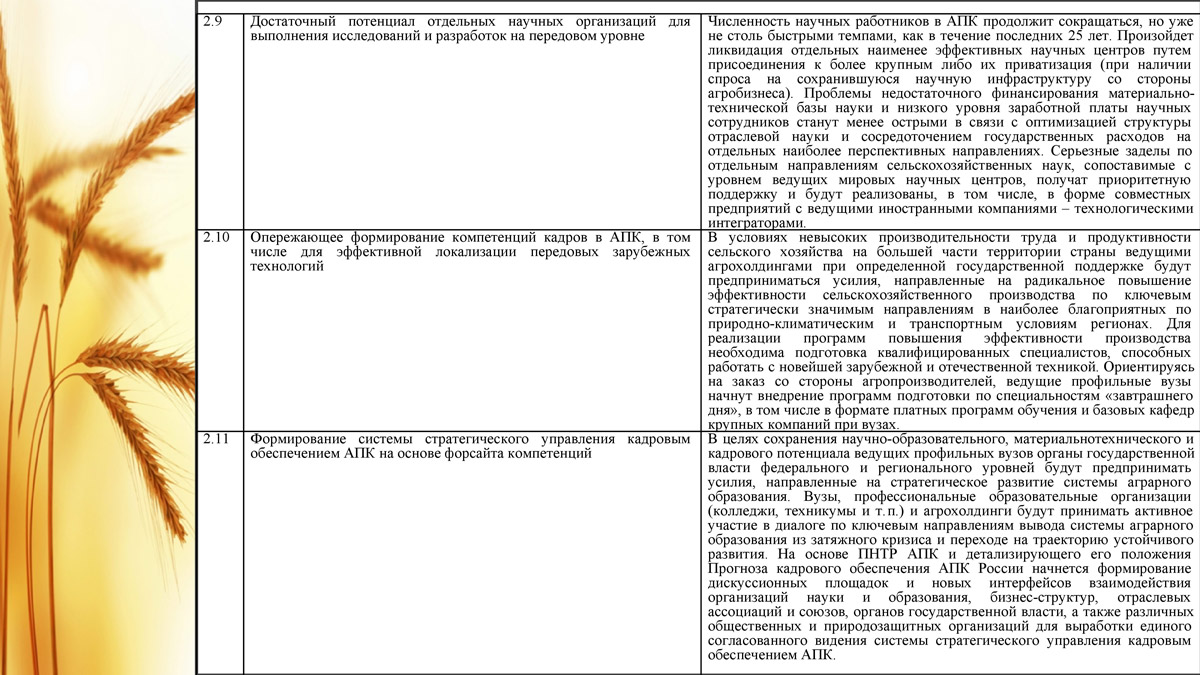 2.9
Достаточный потенциал отдельных научных организаций для
выполнения исследований и разработок на передовом уровне
Численность научных работников в АПК продолжит сокращаться, но уже
не столь быстрыми темпами, как в течение последних 25 лет. Произойдет
ликвидация отдельных наименее эффективных научных центров путем
присоединения к более крупным либо их приватизация (при наличии
спроса на сохранившуюся научную инфраструктуру со стороны
агробизнеса). Проблемы недостаточного финансирования материально-
технической базы науки и низкого уровня заработной платы научных
сотрудников станут менее острыми в связи с оптимизацией структуры
отраслевой науки и сосредоточением государственных расходов на
отдельных наиболее перспективных направлениях. Серьезные заделы по
отдельным направлениям сельскохозяйственных наук, сопоставимые с
уровнем ведущих мировых научных центров, получат приоритетную
поддержку и будут реализованы, в том числе, в форме совместных
предприятий с ведущими иностранными компаниями – технологическими
интеграторами.
2.10
Опережающее формирование компетенций кадров в АПК, в том
числе для эффективной локализации передовых зарубежных
технологий
В условиях невысоких производительности труда и продуктивности
сельского хозяйства на большей части территории страны ведущими
агрохолдингами при определенной государственной поддержке будут
предприниматься усилия, направленные на радикальное повышение
эффективности сельскохозяйственного производства по ключевым
стратегически значимым направлениям в наиболее благоприятных по
природно-климатическим и транспортным условиям регионах. Для
реализации программ повышения эффективности производства
необходима подготовка квалифицированных специалистов, способных
работать с новейшей зарубежной и отечественной техникой. Ориентируясь
на заказ со стороны агропроизводителей, ведущие профильные вузы
начнут внедрение программ подготовки по специальностям «завтрашнего
дня», в том числе в формате платных программ обучения и базовых кафедр
крупных компаний при вузах.
2.11
Формирование системы стратегического управления кадровым
обеспечением АПК на основе форсайта компетенций
В целях сохранения научно-образовательного, материальнотехнического и
кадрового потенциала ведущих профильных вузов органы государственной
власти федерального и регионального уровней будут предпринимать
усилия, направленные на стратегическое развитие системы аграрного
образования. Вузы, профессиональные образовательные организации
(колледжи, техникумы и т.п.) и агрохолдинги будут принимать активное
участие в диалоге по ключевым направлениям вывода системы аграрного
образования из затяжного кризиса и переходе на траекторию устойчивого
развития. На основе ПНТР АПК и детализирующего его положения
Прогноза кадрового обеспечения АПК России начнется формирование
дискуссионных площадок и новых интерфейсов взаимодействия
организаций науки и образования, бизнес-структур, отраслевых
ассоциаций и союзов, органов государственной власти, а также различных
общественных и природозащитных организаций для выработки единого
согласованного видения системы стратегического управления кадровым
обеспечением АПК.